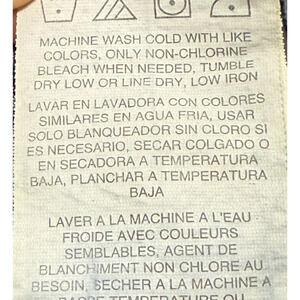 MACHINE WASH COLD WITH LIKE
COLORS, ONLY NON-CHLORINE
BLEACH WHEN NEEDED, TUMBLE
DRY LOW OR LINE DRY, LOW IRON
LAVAR EN LAVADORA CON COLORES
SIMILARES EN AGUA FRIA, USAR
SOLO BLANQUEADOR SIN CLORO SI
ES NECESARIO, SECAR COLGADO O
EN SECADORA A TEMPERATURA
BAJA, PLANCHAR A TEMPERATURA
BAJA
LAVER A LA MACHINE A L'EAU
FROIDE AVEC COULEURS
SEMBLABLES, AGENT DE
BLANCHIMENT NON CHLORE AU
BESOIN, SECHER A LA MACHINE A
BASSE TEMPERATURE OU